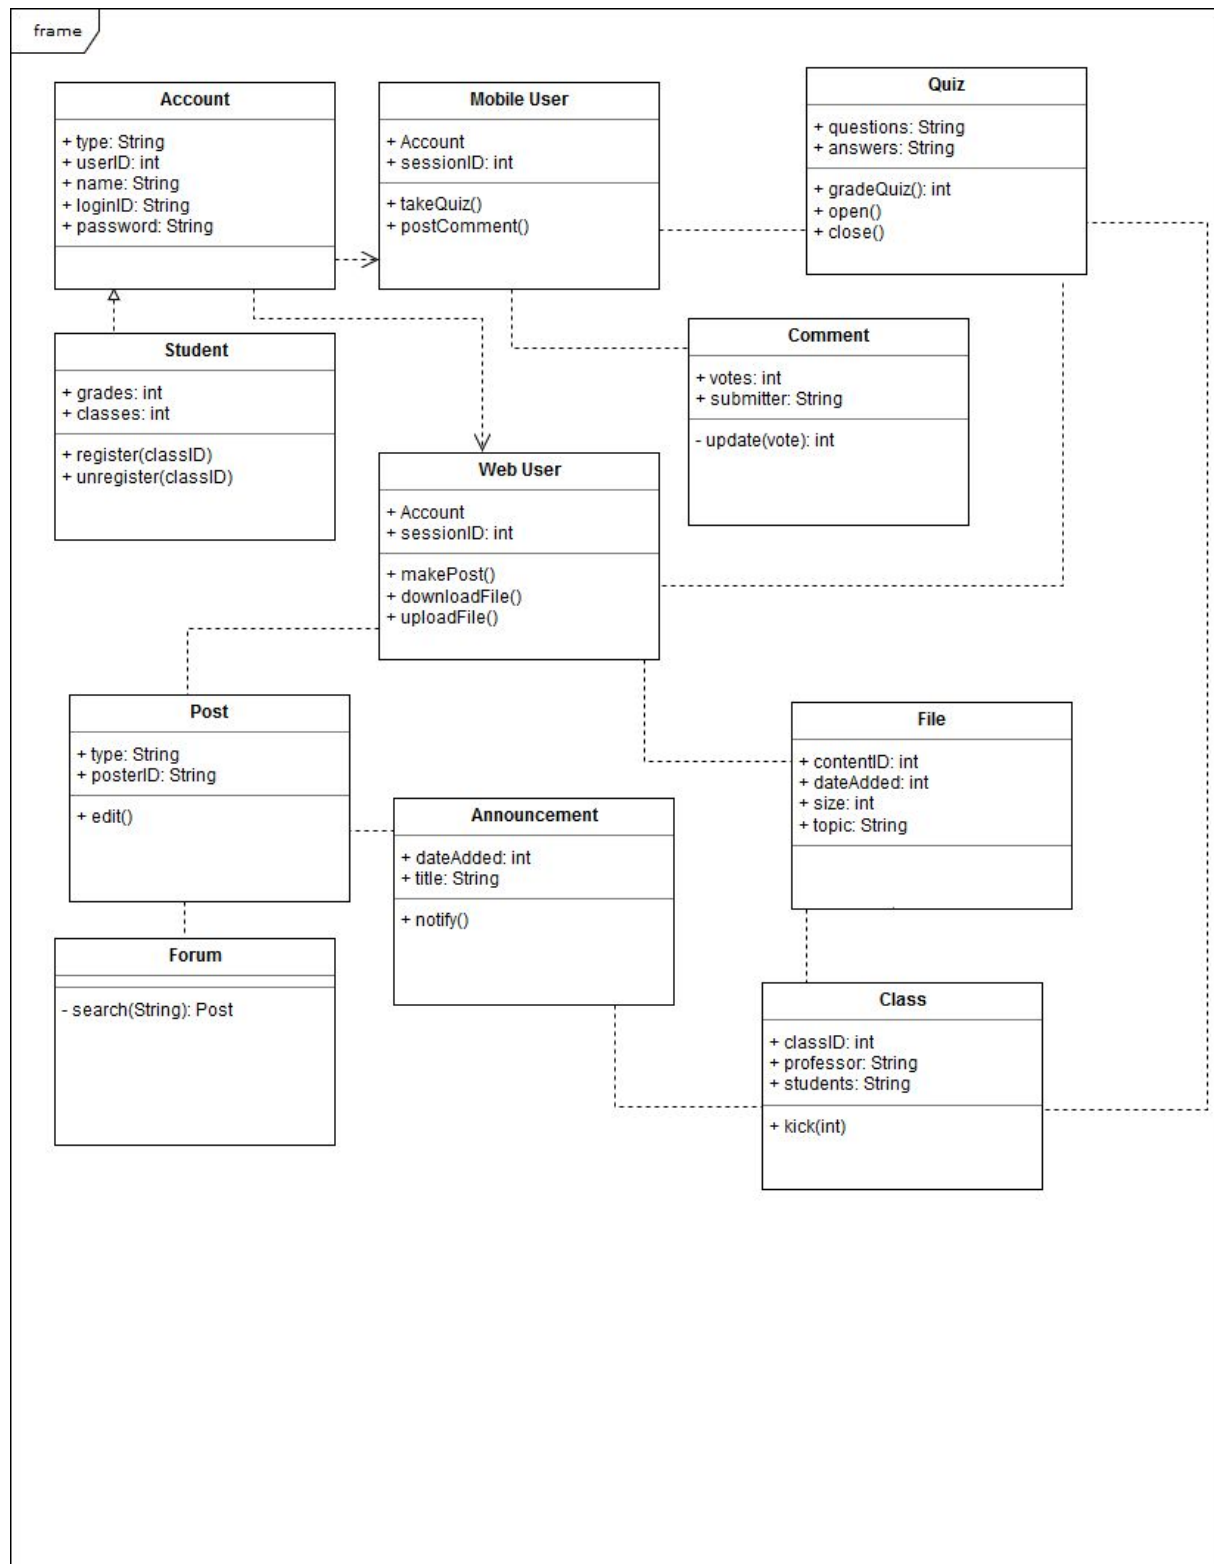 frame
Account
+ type: String
+ userID: int
+ name: String
+ loginID: String
+ password: String
Mobile User
+ Account
+ sessionID: int
+ takeQuiz()
+ postComment()
Quiz
+ questions: String
+ answers: String
+ gradeQuiz(): int
+ open()
+ close()
Student
+ grades: int
+ classes: int
+ register(classID)
+ unregister(classID)
Comment
+ votes: int
+ submitter: String
- update(vote): int
Web User
+ Account
+ sessionID: int
+ makePost()
+ downloadFile()
+ uploadFile()
Post
+ type: String
+ posterID: String
+ edit()
File
+ contentID: int
+ dateAdded: int
+ size: int
+ topic: String
Announcement
+ dateAdded: int
+ title: String
+ notify()
Forum
- search(String): Post
Class
+ classID: int
+ professor: String
+ students: String
+ kick(int)